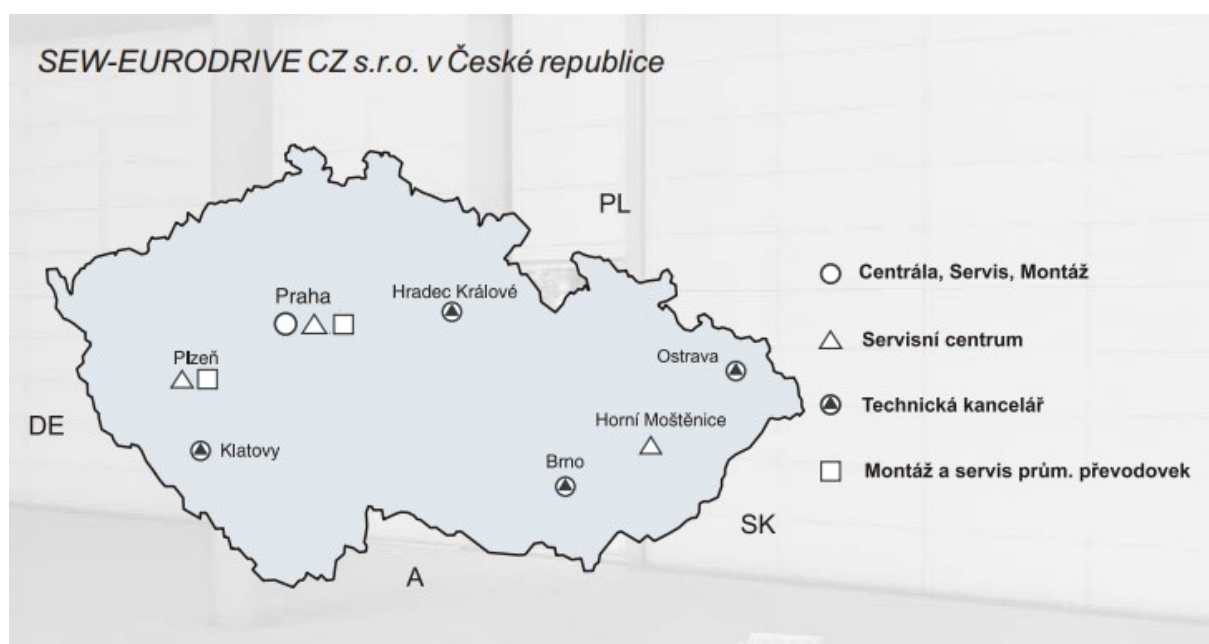 SEW-EURODRIVE CZ s.r.o. v České republice
PL
Praha
Hradec Králové
Plzeň
Ostrava
DE
Klatovy
Horní Moštěnice
Brno
SK
A
Centrála, Servis, Montáž
Servisní centrum
Technická kancelář
Montáž a servis prům. převodovek